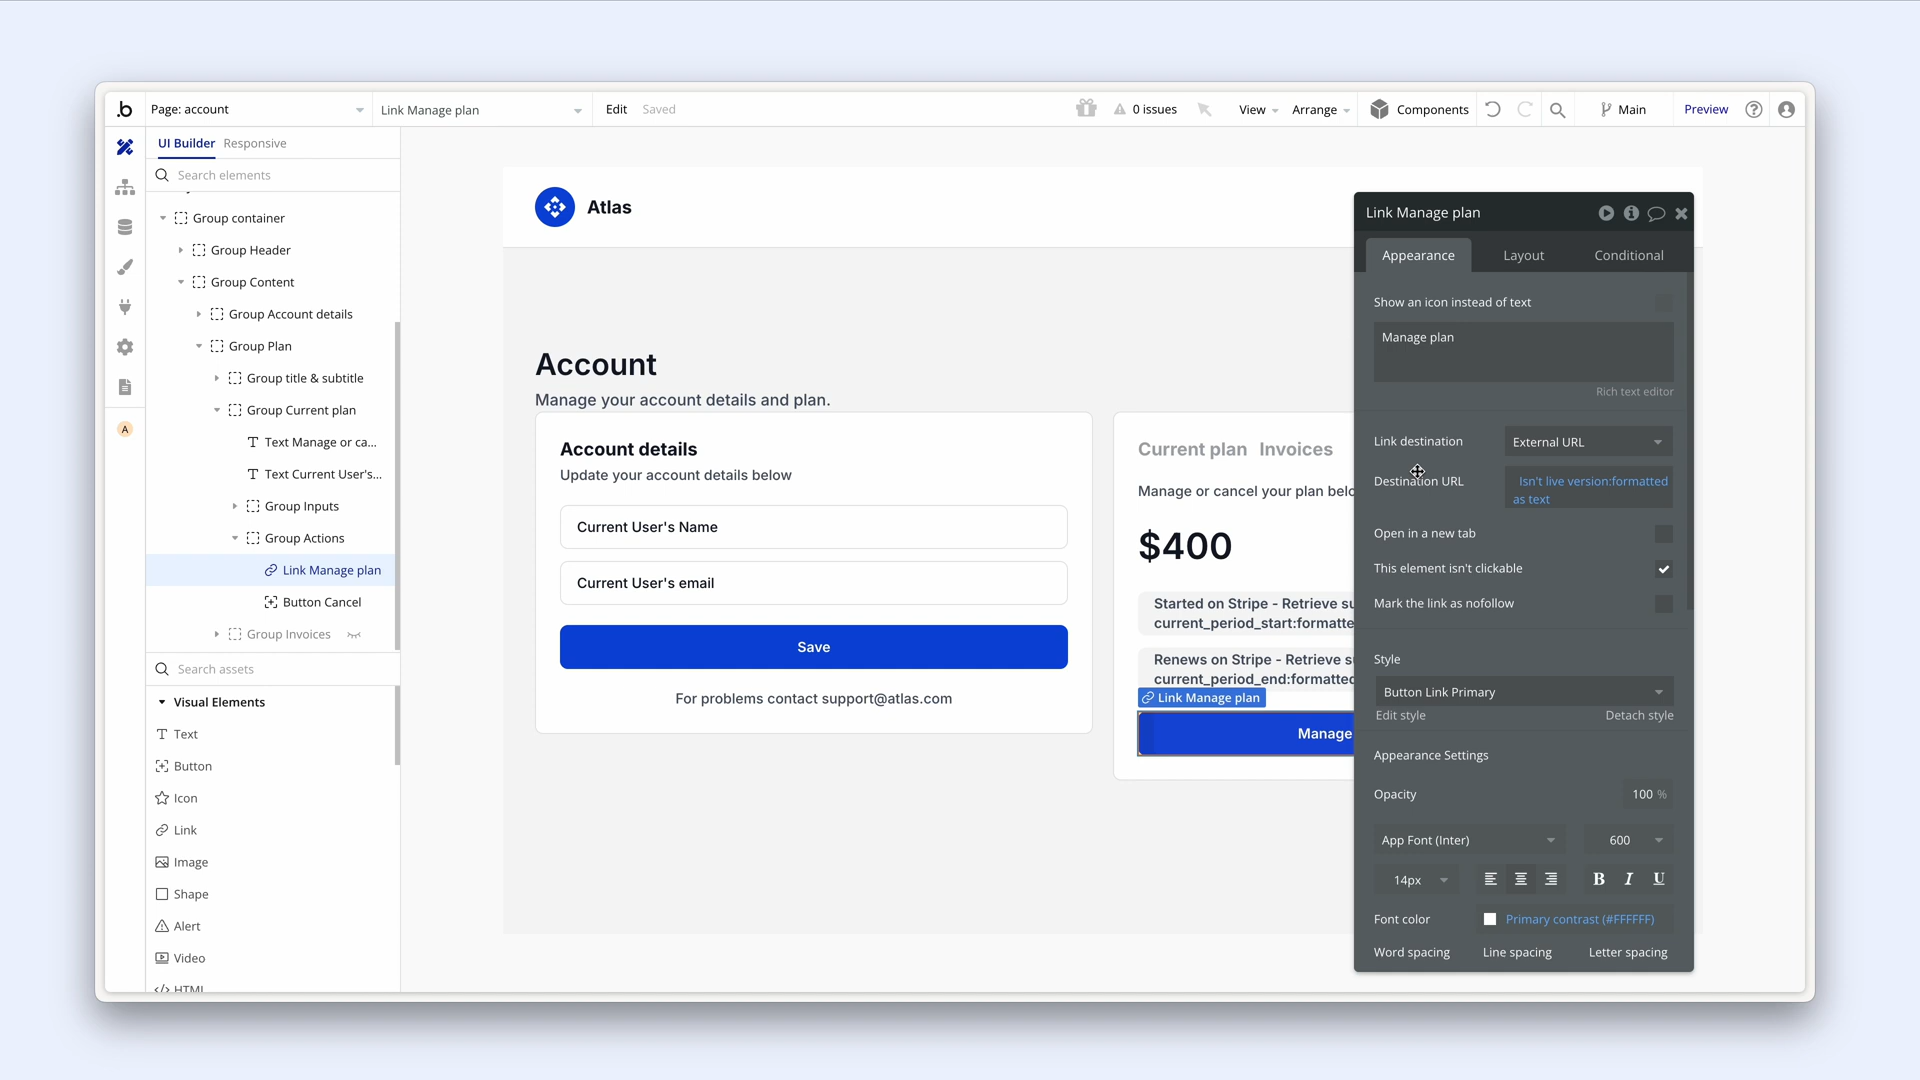 b
Page: account
Link Manage plan
Edit
Saved
0 issues
View
Arrange
Components
Main
Preview
UI Builder
Responsive
Search elements
Group container
Group Header
Group Content
Group Account details
Group Plan
Group title & subtitle
Group Current plan
Text Manage or ca...
Text Current User's...
Group Inputs
Group Actions
Link Manage plan
Button Cancel
Group Invoices
A
Search assets
Visual Elements
Text
Button
Icon
Link
Image
Shape
Alert
Video
HTML
Atlas
Account
Manage your account details and plan.
Account details
Update your account details below
Current User's Name
Current User's email
Save
For problems contact support@atlas.com
Current plan Invoices
Manage or cancel your plan belo
$400
Started on Stripe - Retrieve su
current_period_start:formatte
Renews on Stripe - Retrieve s
current_period_end:formatted
Link Manage plan
Manage
Link Manage plan
Appearance
Layout
Conditional
Show an icon instead of text
Manage plan
Rich text editor
Link destination
External URL
Destination URL
Isn't live version:formatted
as text
Open in a new tab
This element isn't clickable
Mark the link as nofollow
Style
Button Link Primary
Edit style
Detach style
Appearance Settings
Opacity
100 %
App Font (Inter)
600
14px
B I U
Font color
Primary contrast (#FFFFFF)
Word spacing
Line spacing
Letter spacing